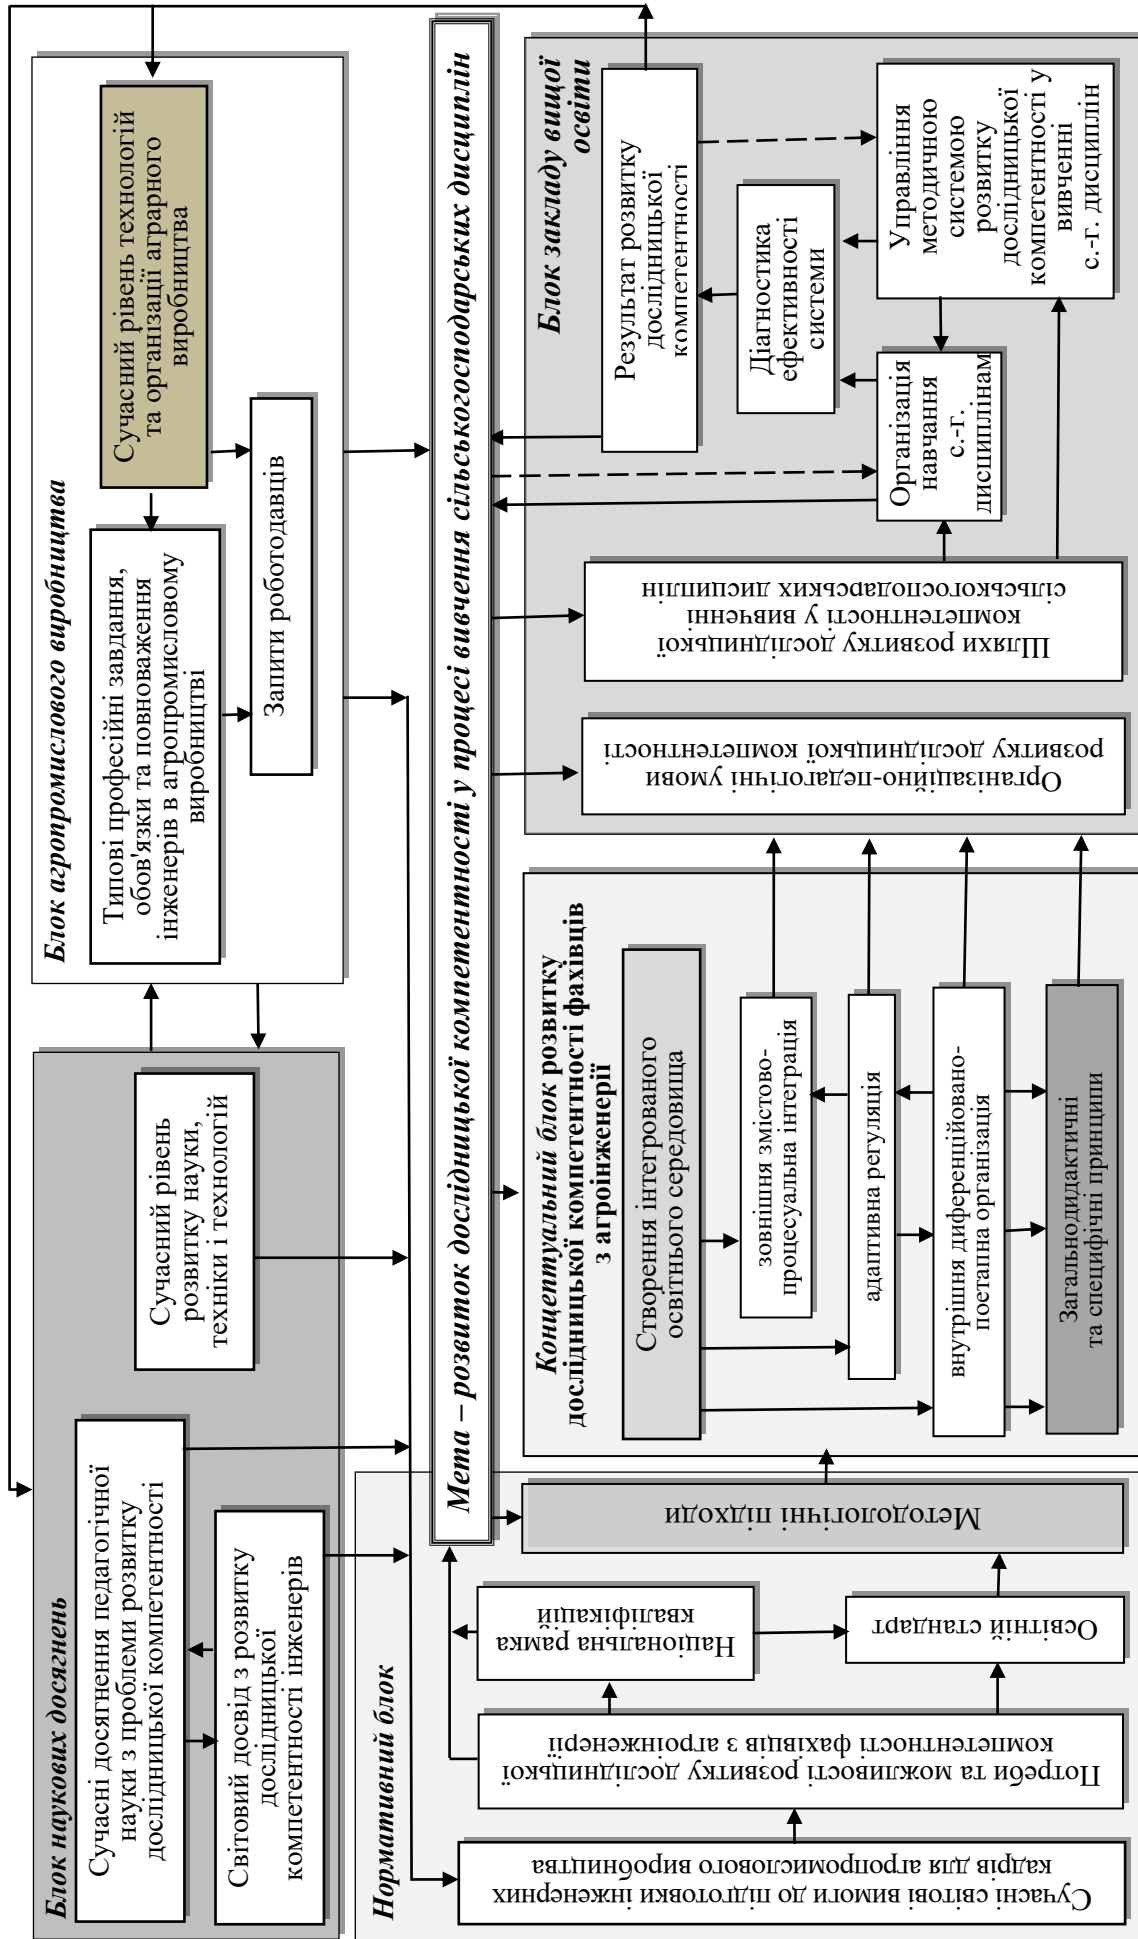 Блок наукових досягнень
Сучасні досягнення педагогічної
науки з проблеми розвитку
дослідницької компетентності
Світовий досвід з розвитку
дослідницької
компетентності інженерів
Сучасний рівень
розвитку науки,
техніки і технологій
Блок агропромислового виробництва
Типові професійні завдання,
обов'язки та повноваження
інженерів в агропромисловому
виробництві
Сучасний рівень технологій
та організації аграрного
виробництва
Запити роботодавців
Мета – розвиток дослідницької компетентності у процесі вивчення сільськогосподарських дисциплін
Нормативний блок
Сучасні світові вимоги до підготовки інженерних
кадрів для агропромислового виробництва
Потреби та можливості розвитку дослідницької
компетентності фахівців з агроінженерії
Національна рамка
кваліфікацій
Освітній стандарт
Методологічні підходи
Концептуальний блок розвитку
дослідницької компетентності фахівців
з агроінженерії
Створення інтегрованого
освітнього середовища
зовнішня змістово-
процесуальна інтеграція
адаптивна регуляція
внутрішня диференційовано-
поетапна організація
Загальнодидактичні
та специфічні принципи
Блок закладу вищої
освіти
Організаційно-педагогічні умови
розвитку дослідницької компетентності
Шляхи розвитку дослідницької
компетентності у вивченні
сільськогосподарських дисциплін
Результат розвитку
дослідницької
компетентності
Діагностика
ефективності
системи
Організація
навчання
с.-г.
дисциплінам
Управління
методичною
системою
розвитку
дослідницької
компетентності у
вивченні
с.-г. дисциплін